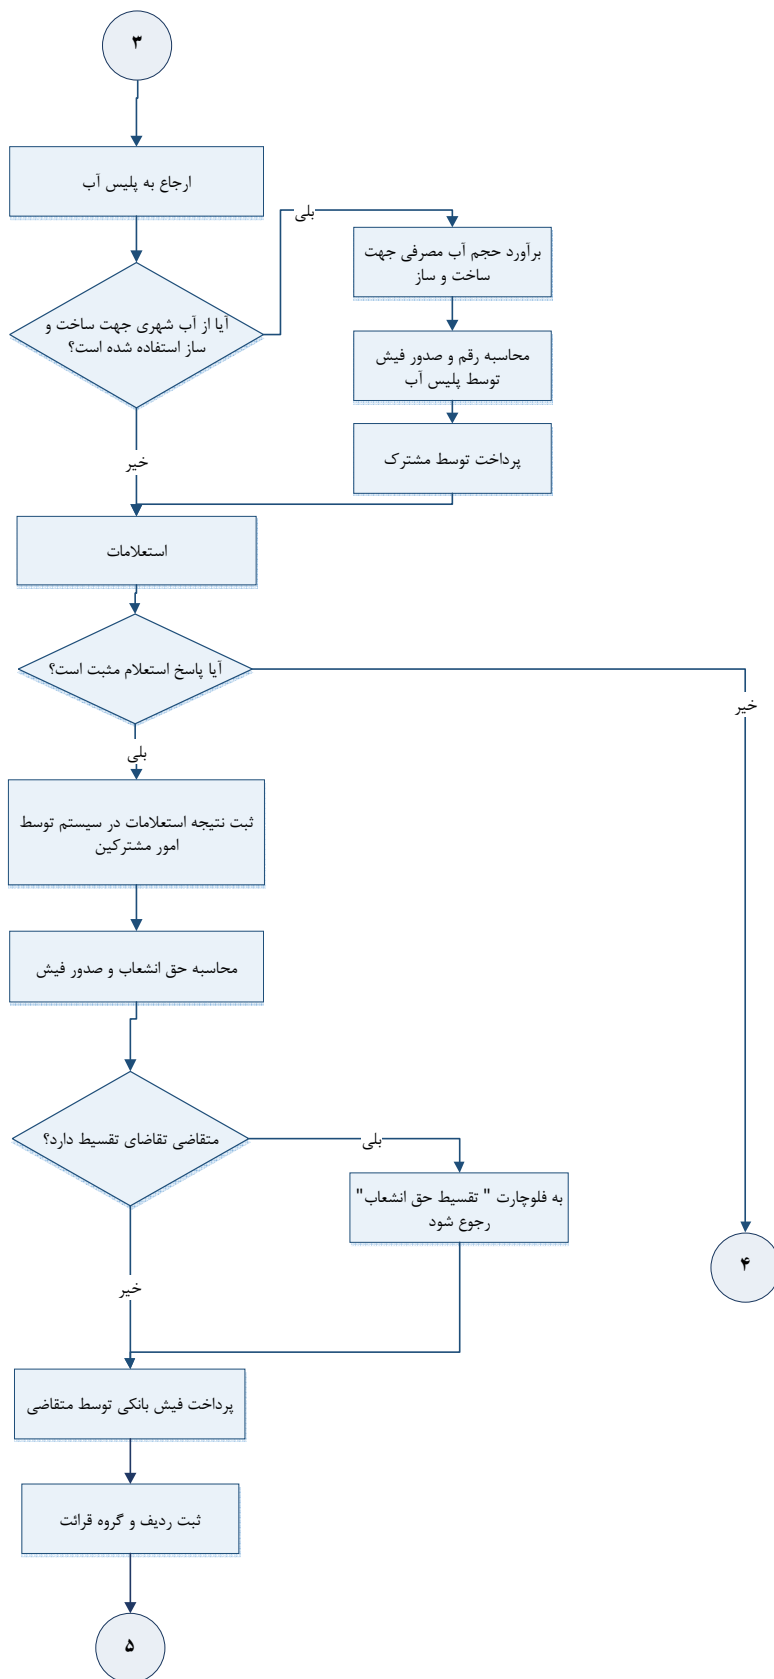 ۳
ارجاع به پلیس آب
بلی
برآورد حجم آب مصرفی جهت
ساخت و ساز
آیا از آب شهری جهت ساخت و
ساز استفاده شده است؟
محاسبه رقم و صدور فیش
توسط پلیس آب
خیر
پرداخت توسط مشترک
استعلامات
آیا پاسخ استعلام مثبت است؟
خیر
بلی
ثبت نتیجه استعلامات در سیستم توسط
امور مشترکین
محاسبه حق انشعاب و صدور فیش
متقاضی تقاضای تقسیط دارد؟
بلی
به فلوچارت " تقسیط حق انشعاب"
رجوع شود
۴
خیر
پرداخت فیش بانکی توسط متقاضی
ثبت ردیف و گروه قرائت
۵